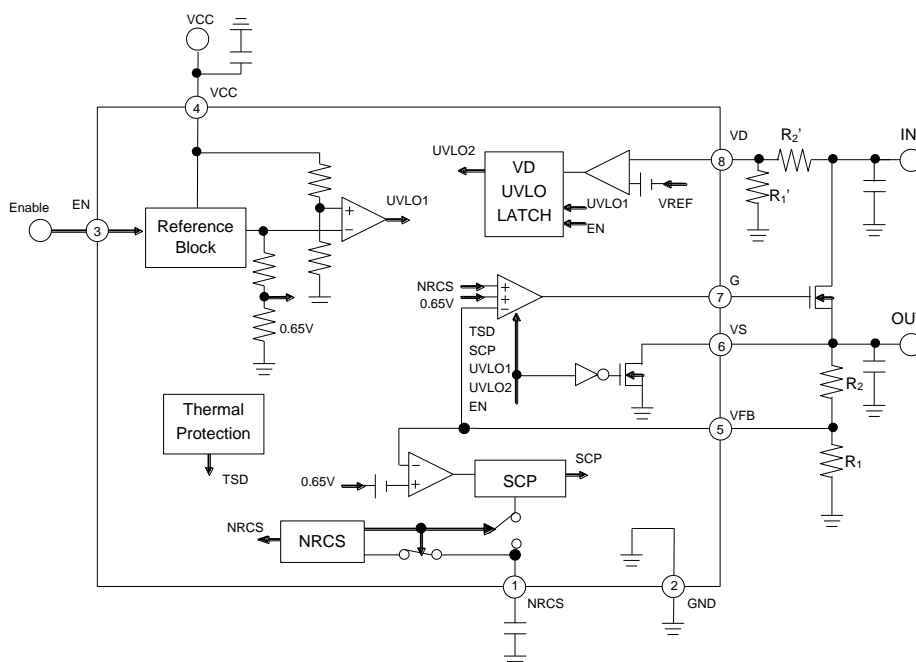 VCC
VCC
4
UVLO2
VD
UVLO
LATCH
VD
8
R2'
IN
R1'
VREF
UVLO1
EN
Enable
EN
3
Reference
Block
+
−
UVLO1
0.65V
NRCS
0.65V
+
+
−
G
7
TSD
SCP
UVLO1
UVLO2
EN
VS
6
OUT
R2
VFB
5
R1
Thermal
Protection
TSD
0.65V
−
+
SCP
SCP
NRCS
NRCS
1
NRCS
2
GND